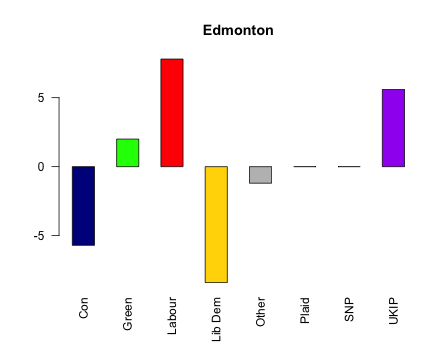 Edmonton
5
0
-5
Con
Green
Labour
Lib Dem
Other
Plaid
SNP
UKIP